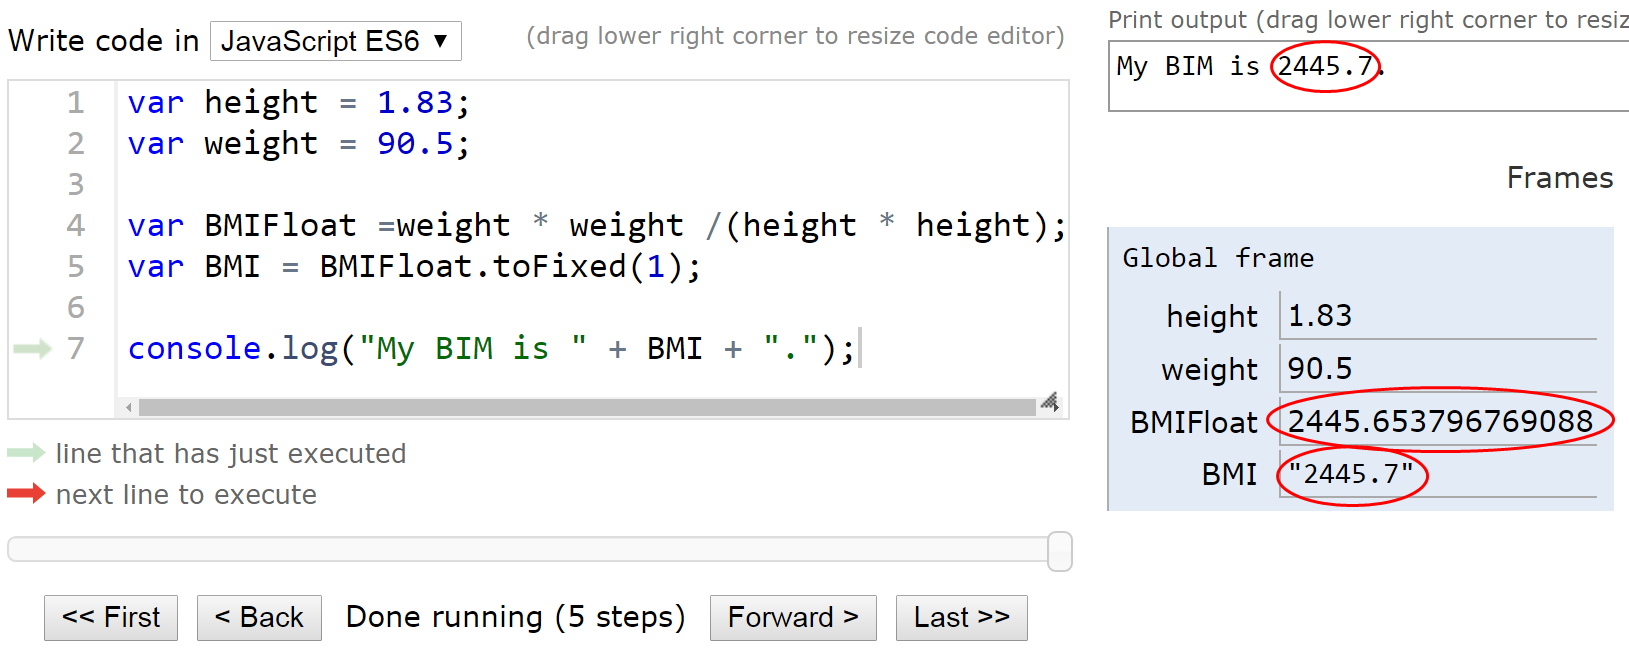 Write code in JavaScript ES6 ▼
(drag lower right corner to resize code editor)
1 var height = 1.83;
2 var weight = 90.5;
3
4 var BMIFloat =weight * weight /(height * height);
5 var BMI = BMIFloat.toFixed(1);
6
7 console.log("My BIM is " + BMI + ".");
line that has just executed
next line to execute
<< First < Back Done running (5 steps) Forward > Last >>
Print output (drag lower right corner to resiz
My BIM is 2445.7.
Frames
Global frame
height 1.83
weight 90.5
BMIFloat 2445.653796769088
BMI "2445.7"